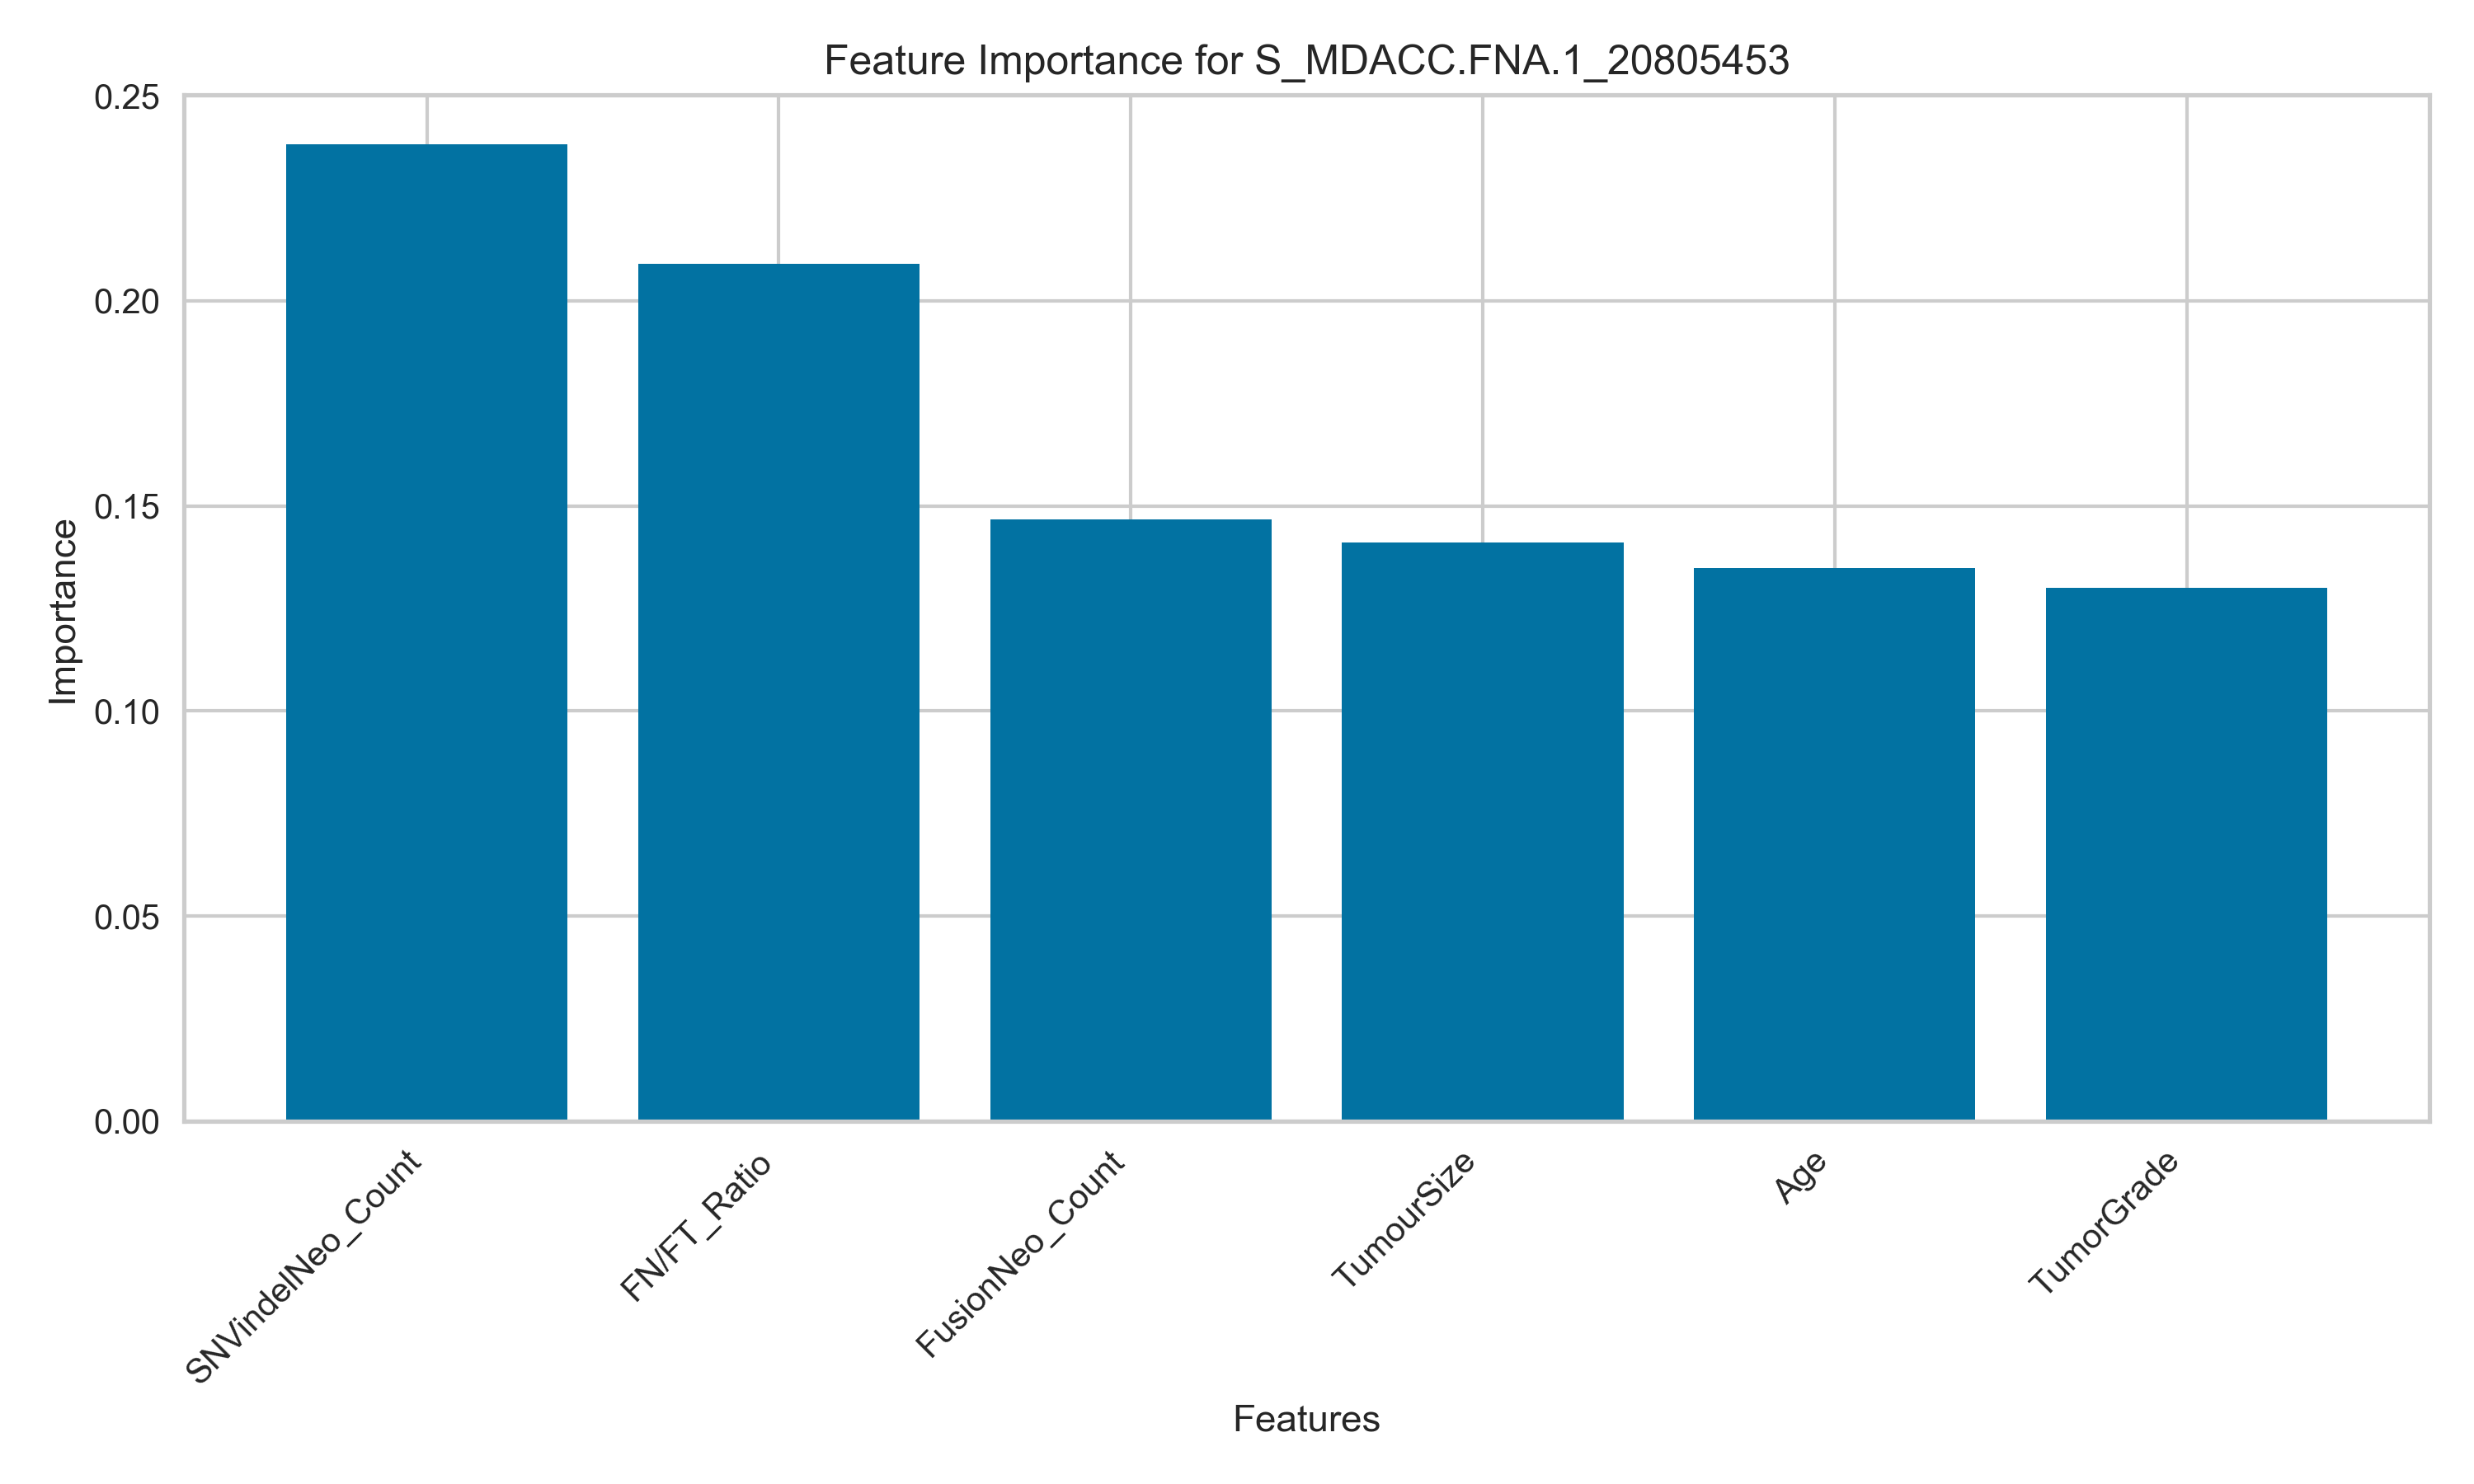 Feature Importance for S_MDACC.FNA.1_20805453
0.25
0.20
0.15
0.10
0.05
0.00
Importance
SNVindelNeo_Count
FN/FT_Ratio
FusionNeo_Count
TumourSize
Age
TumorGrade
Features